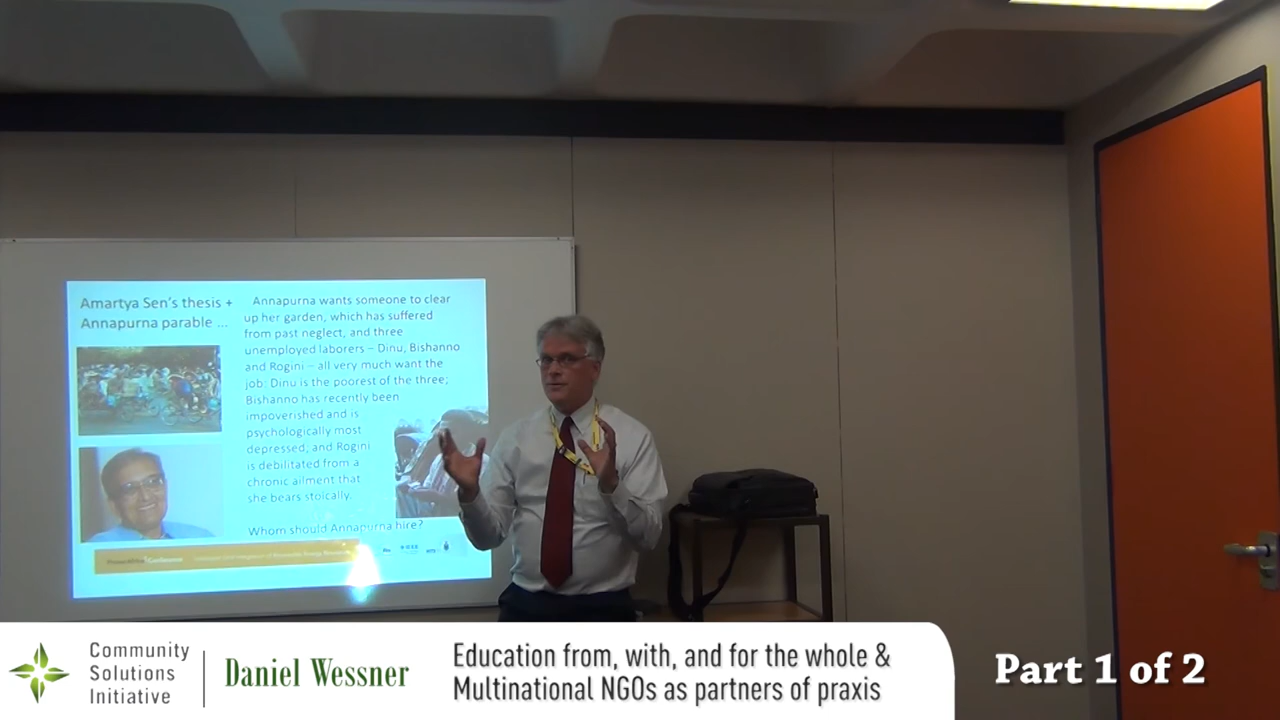 Amartya Sen's thesis +
Annapurna parable ...
Annapurna wants someone to clear
up her garden, which has suffered
from past neglect, and three
unemployed laborers – Dinu, Bishanno
and Rogini – all very much want the
job: Dinu is the poorest of the three;
Bishanno has recently been
impoverished and is
psychologically most
depressed, and Rogini
is debilitated from a
chronic ailment that
she bears stoically.
Whom should Annapurna hire?
Community
Solutions
Initiative
Daniel Wessner
Education from, with, and for the whole &
Multinational NGOs as partners of praxis
Part 1 of 2